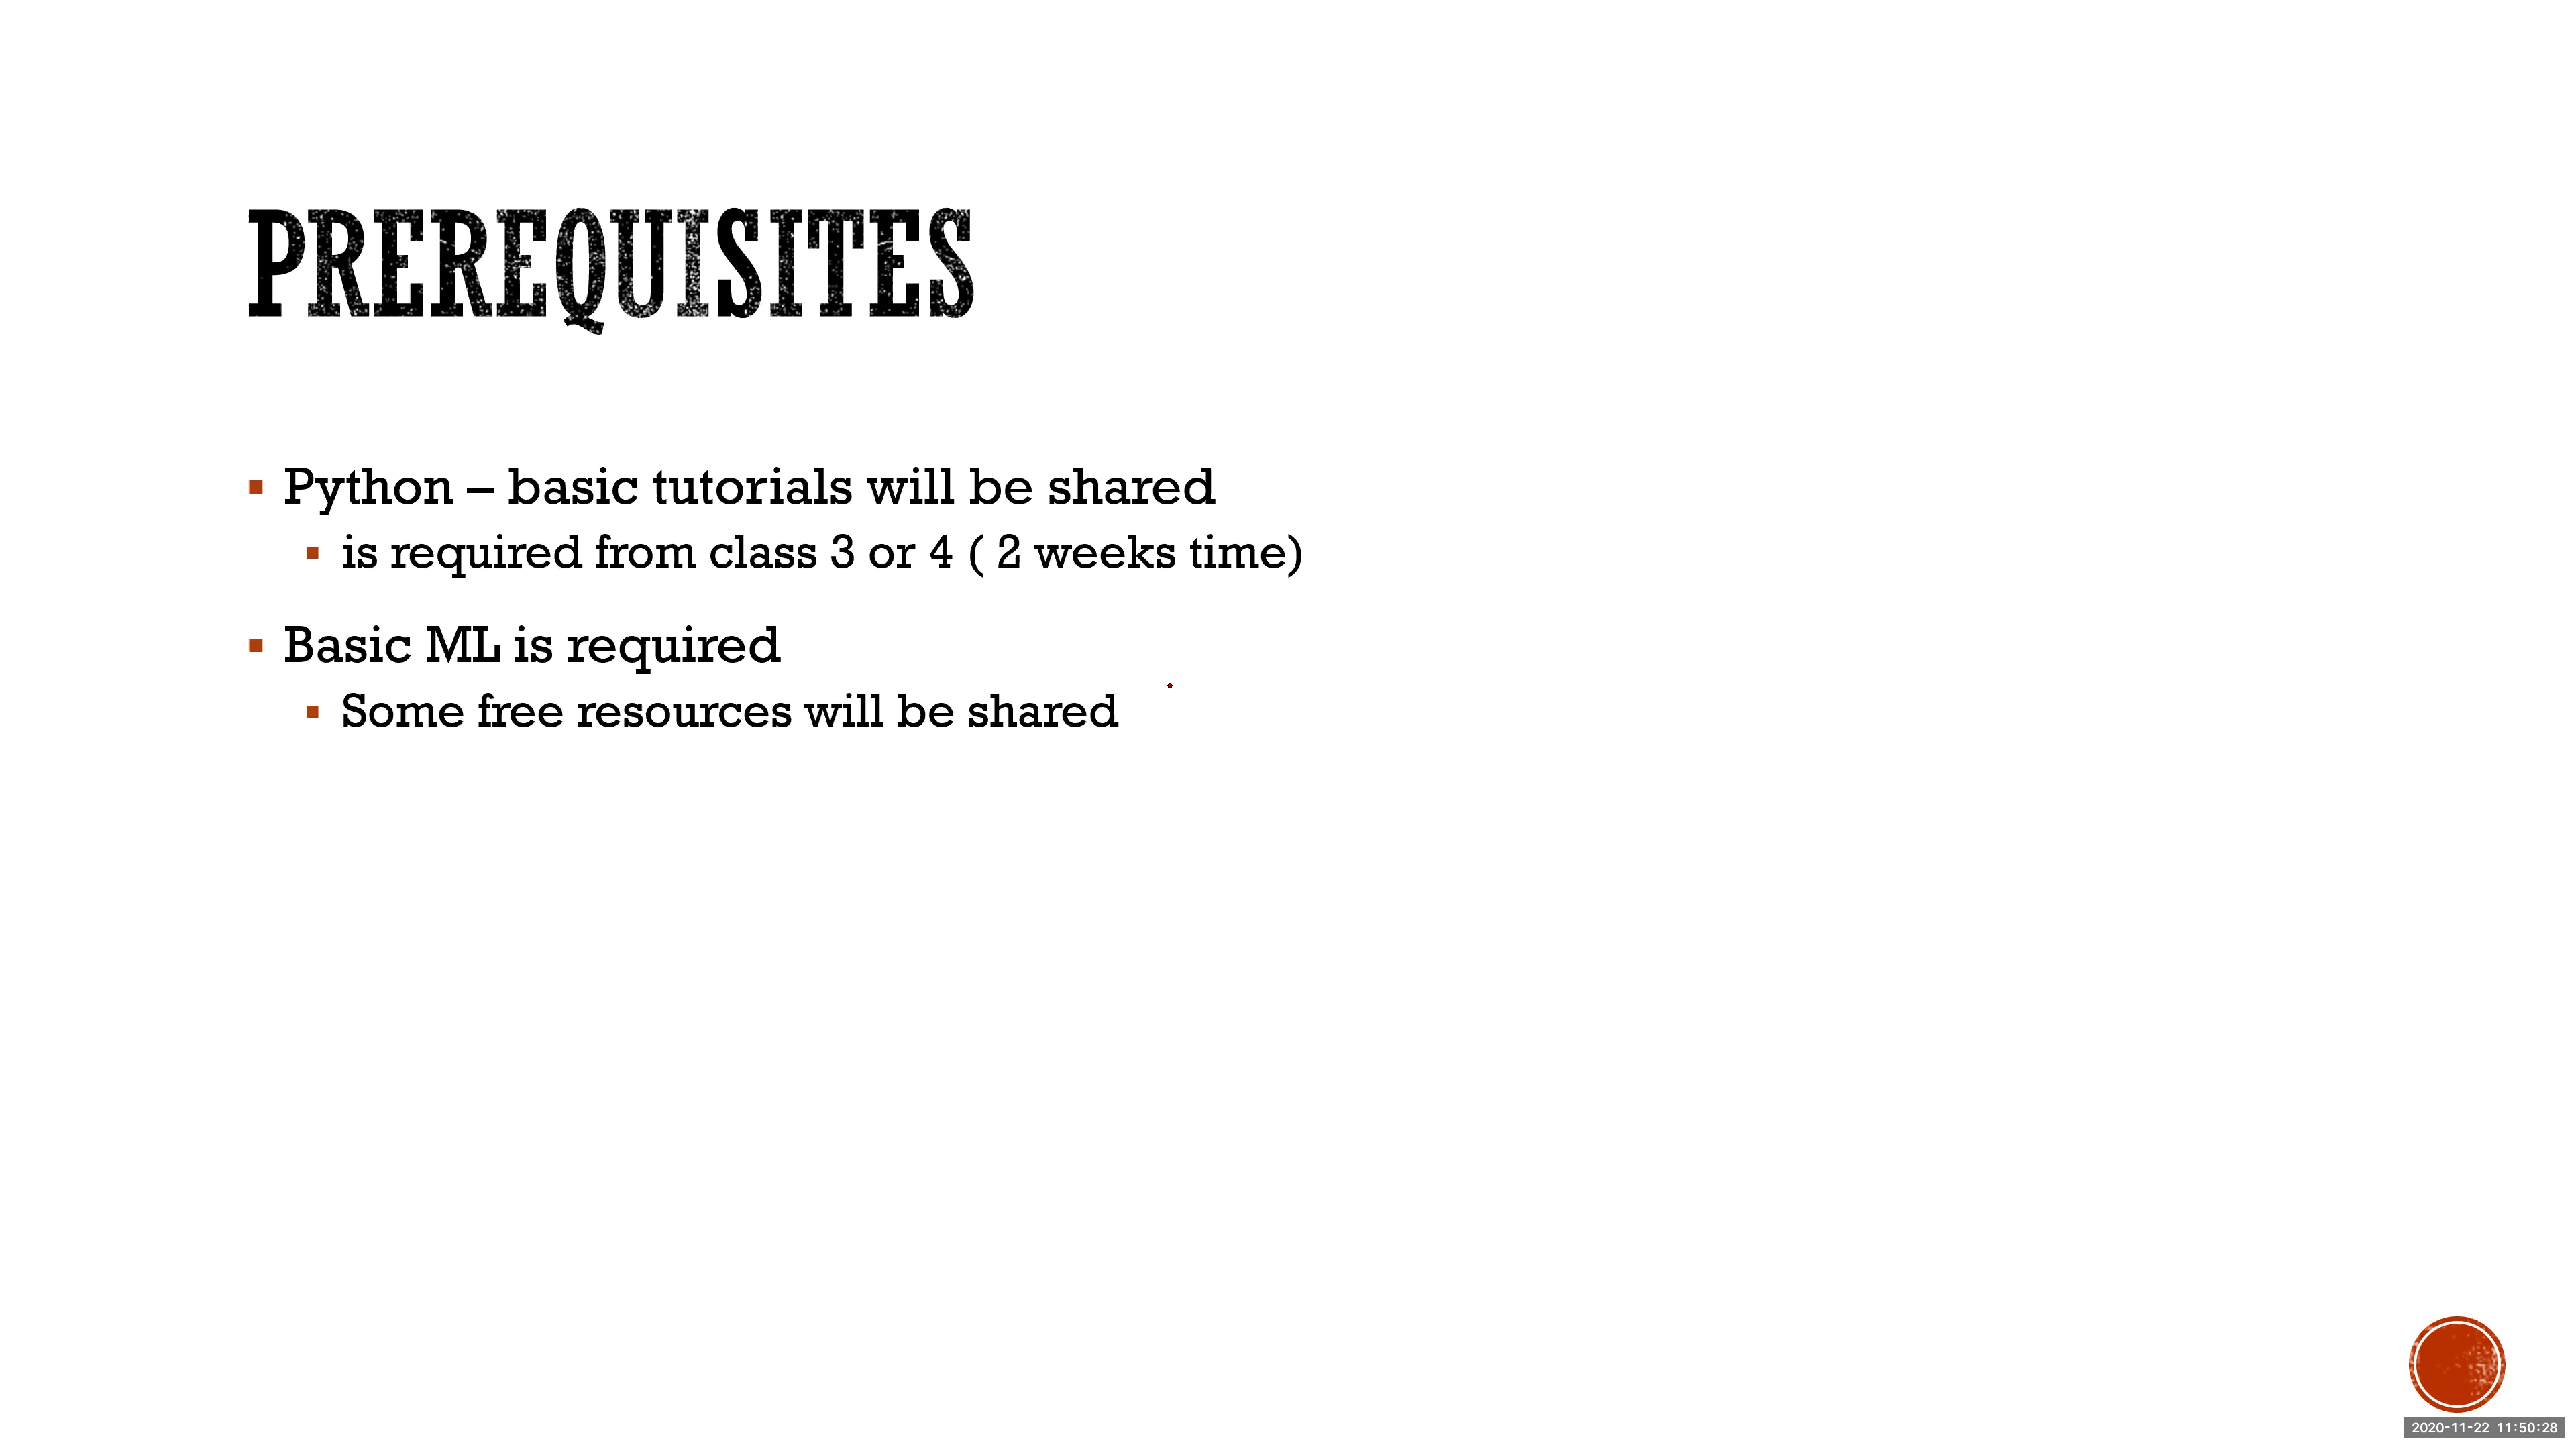 PREREQUISITES
Python – basic tutorials will be shared
is required from class 3 or 4 ( 2 weeks time)
Basic ML is required
Some free resources will be shared
2020-11-22 11:50:28